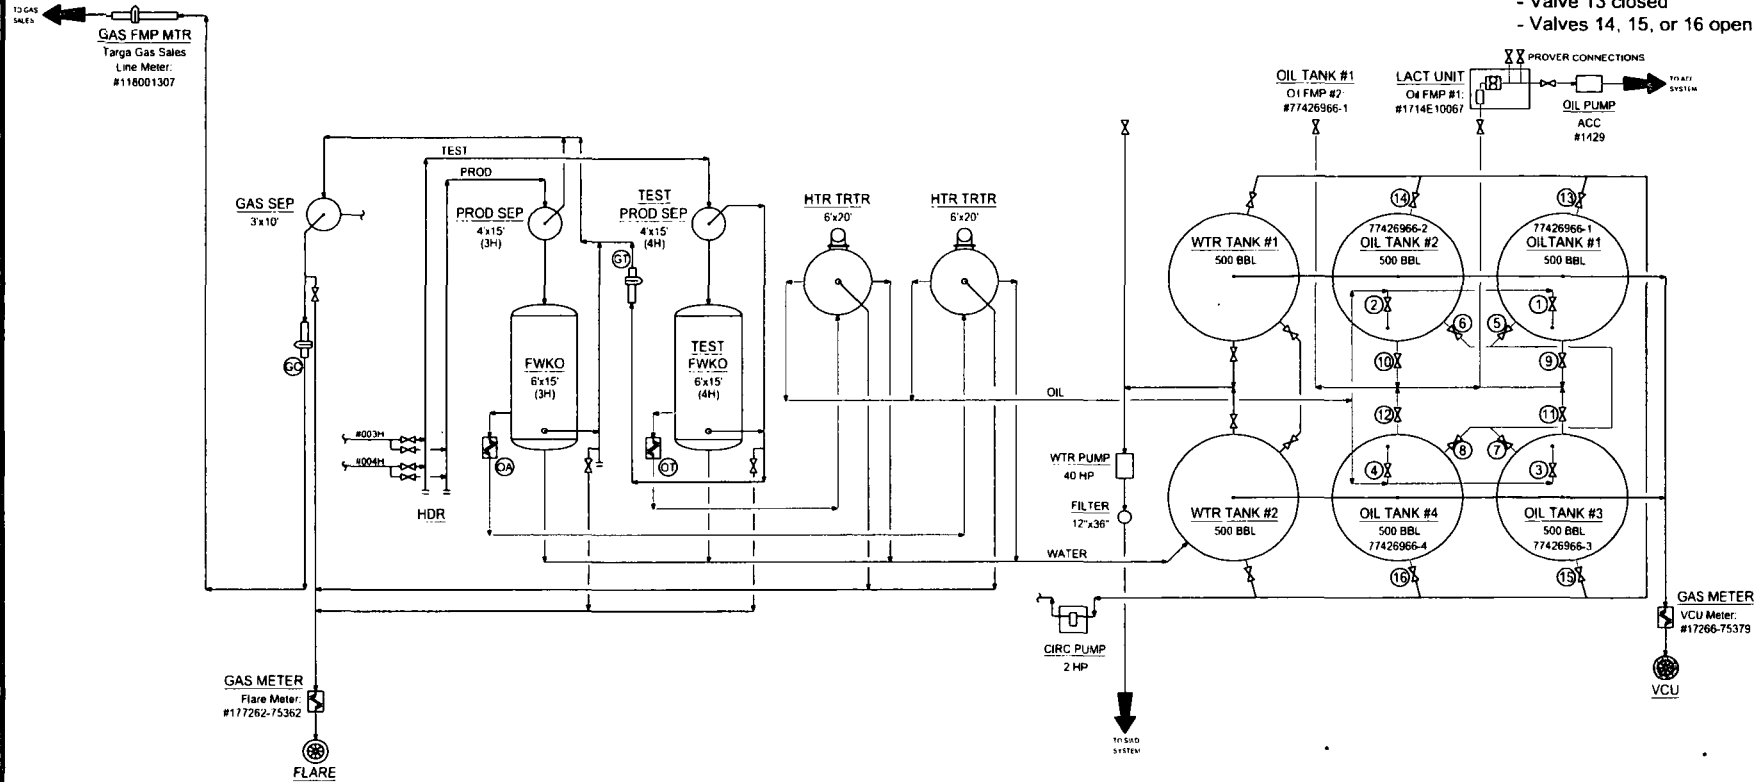 - Valve 13 closed
- Valves 14, 15, or 16 open
TO GAS
SALES
GAS FMP MTR
Targa Gas Sales
Line Meter:
#118001307
PROVER CONNECTIONS
OIL TANK #1
Oil FMP #2:
#77426966-1
LACT UNIT
Oil FMP #1:
#1714E10067
OIL PUMP
ACC
#1429
SYSTEM
TEST
PROD
GAS SEP
3'x10'
PROD SEP
4'x15'
(3H)
TEST
PROD SEP
4'x15'
(4H)
HTR TRTR
6'x20'
HTR TRTR
6'x20'
GT
GC
FWKO
6'x15'
(3H)
TEST
FWKO
6'x15'
(4H)
OA
OT
#003H
#004H
HDR
OIL
WATER
WTR PUMP
40 HP
FILTER
12"x36"
WTR TANK #1
500 BBL
14
77426966-2
OIL TANK #2
500 BBL
13
77426966-1
OILTANK #1
500 BBL
2
1
6
5
10
9
12
11
8
7
4
3
WTR TANK #2
500 BBL
OIL TANK #4
500 BBL
77426966-4
OIL TANK #3
500 BBL
77426966-3
16
15
CIRC PUMP
2 HP
GAS METER
VCU Meter:
#17266-75379
VCU
GAS METER
Flare Meter:
#177262-75362
FLARE
TO SWD
SYSTEM